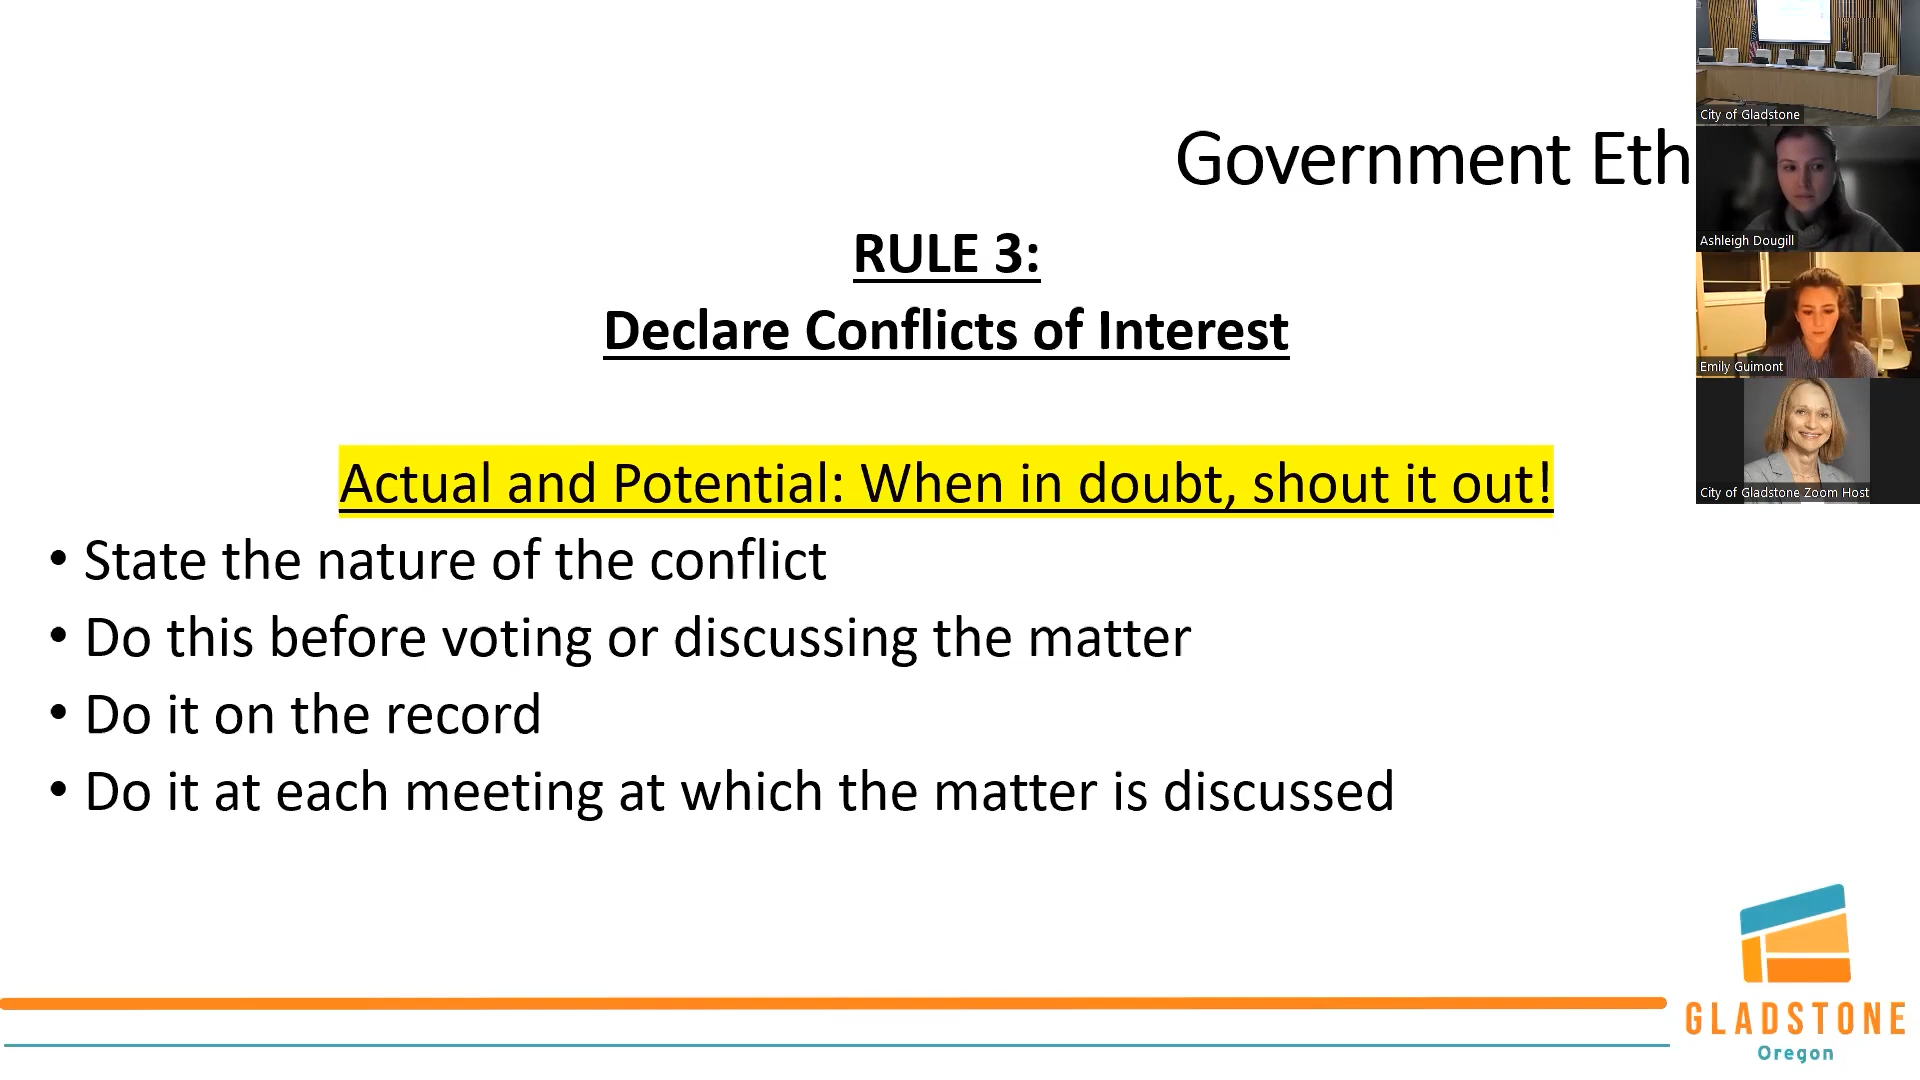 Government Eth
RULE 3:
Declare Conflicts of Interest
Actual and Potential: When in doubt, shout it out!
• State the nature of the conflict
• Do this before voting or discussing the matter
• Do it on the record
• Do it at each meeting at which the matter is discussed
City of Gladstone
Ashleigh Dougill
Emily Guimont
City of Gladstone Zoom Host
GLADSTONE
Oregon